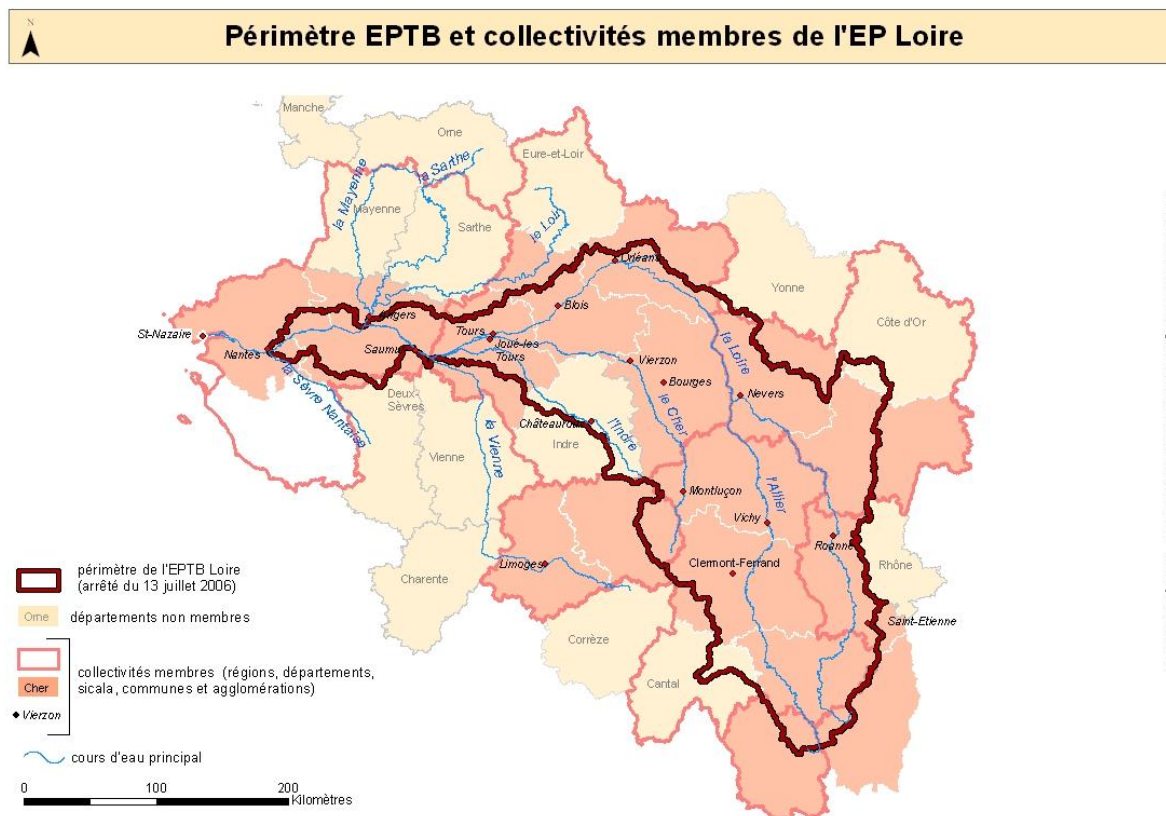 N
Périmètre EPTB et collectivités membres de l'EP Loire
Manche
Orne
Eure-et-Loir
la Mayenne
la Sarthe
Mayenne
Sarthe
le Loir
Yonne
Côte d'Or
Orléans
Blois
Angers
St-Nazaire
Nantes
Saumur
Tours
Joué-les
Tours
Vierzon
Bourges
la Loire
Nevers
la Sèvre Nantaise
Deux-
Sèvres
Vienne
la Vienne
Châteauroux
l'Indre
Indre
le Cher
Montluçon
l'Allier
Vichy
Roanne
Rhône
Limoges
Clermont-Ferrand
Charente
Saint-Etienne
Corrèze
Cantal
périmètre de l'EPTB Loire
(arrêté du 13 juillet 2006)
Orne
départements non membres
collectivités membres (régions, départements,
sicala, communes et agglomérations)
Cher
Vierzon
cours d'eau principal
0 100 200
Kilomètres